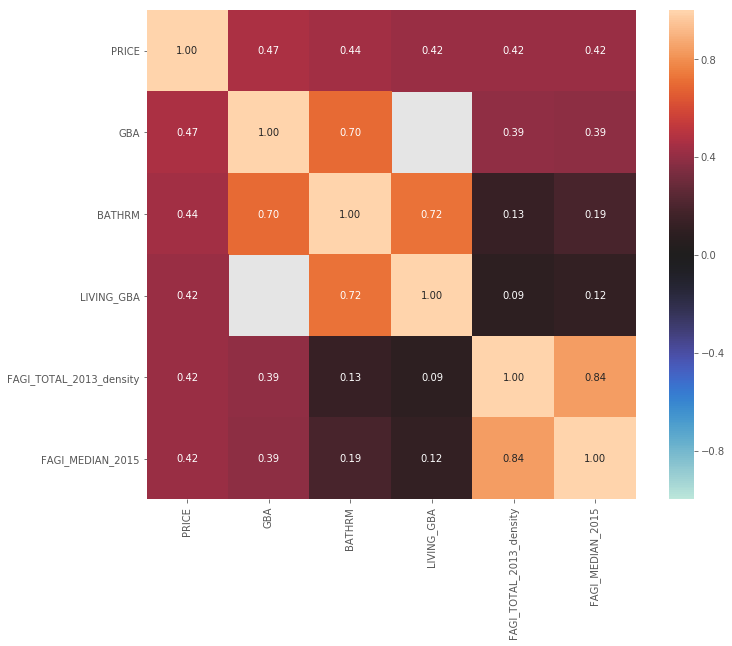 PRICE 1.00 0.47 0.44 0.42 0.42 0.42
GBA 0.47 1.00 0.70 0.39 0.39
BATHRM 0.44 0.70 1.00 0.72 0.13 0.19
LIVING_GBA 0.42 0.72 1.00 0.09 0.12
FAGI_TOTAL_2013_density 0.42 0.39 0.13 0.09 1.00 0.84
FAGI_MEDIAN_2015 0.42 0.39 0.19 0.12 0.84 1.00
PRICE
GBA
BATHRM
LIVING_GBA
FAGI_TOTAL_2013_density
FAGI_MEDIAN_2015
0.8
0.4
0.0
−0.4
−0.8